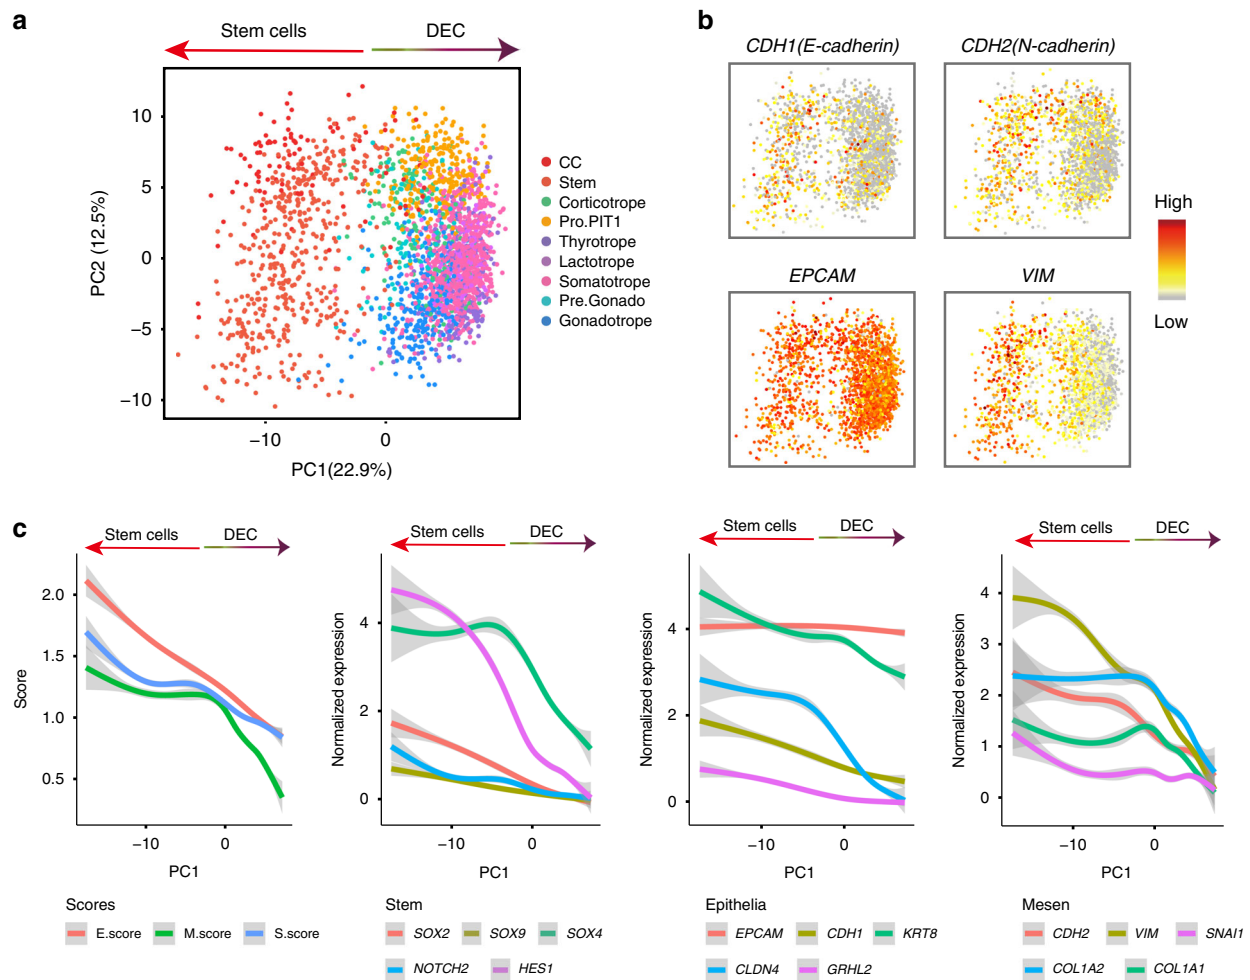 a
Stem cells
DEC
10
5
0
−5
−10
PC2 (12.5%)
−10
0
PC1(22.9%)
CC
Stem
Corticotrope
Pro.PIT1
Thyrotrope
Lactotrope
Somatotrope
Pre.Gonado
Gonadotrope
b
CDH1(E-cadherin)
CDH2(N-cadherin)
EPCAM
VIM
High
Low
c
Stem cells
DEC
2.0
1.5
1.0
0.5
Score
−10
0
PC1
Scores
E.score
M.score
S.score
Stem cells
DEC
4
2
0
Normalized expression
−10
0
PC1
Stem
SOX2
SOX9
SOX4
NOTCH2
HES1
Stem cells
DEC
4
2
0
Normalized expression
−10
0
PC1
Epithelia
EPCAM
CDH1
KRT8
CLDN4
GRHL2
Stem cells
DEC
4
3
2
1
0
Normalized expression
−10
0
PC1
Mesen
CDH2
VIM
SNAI1
COL1A2
COL1A1